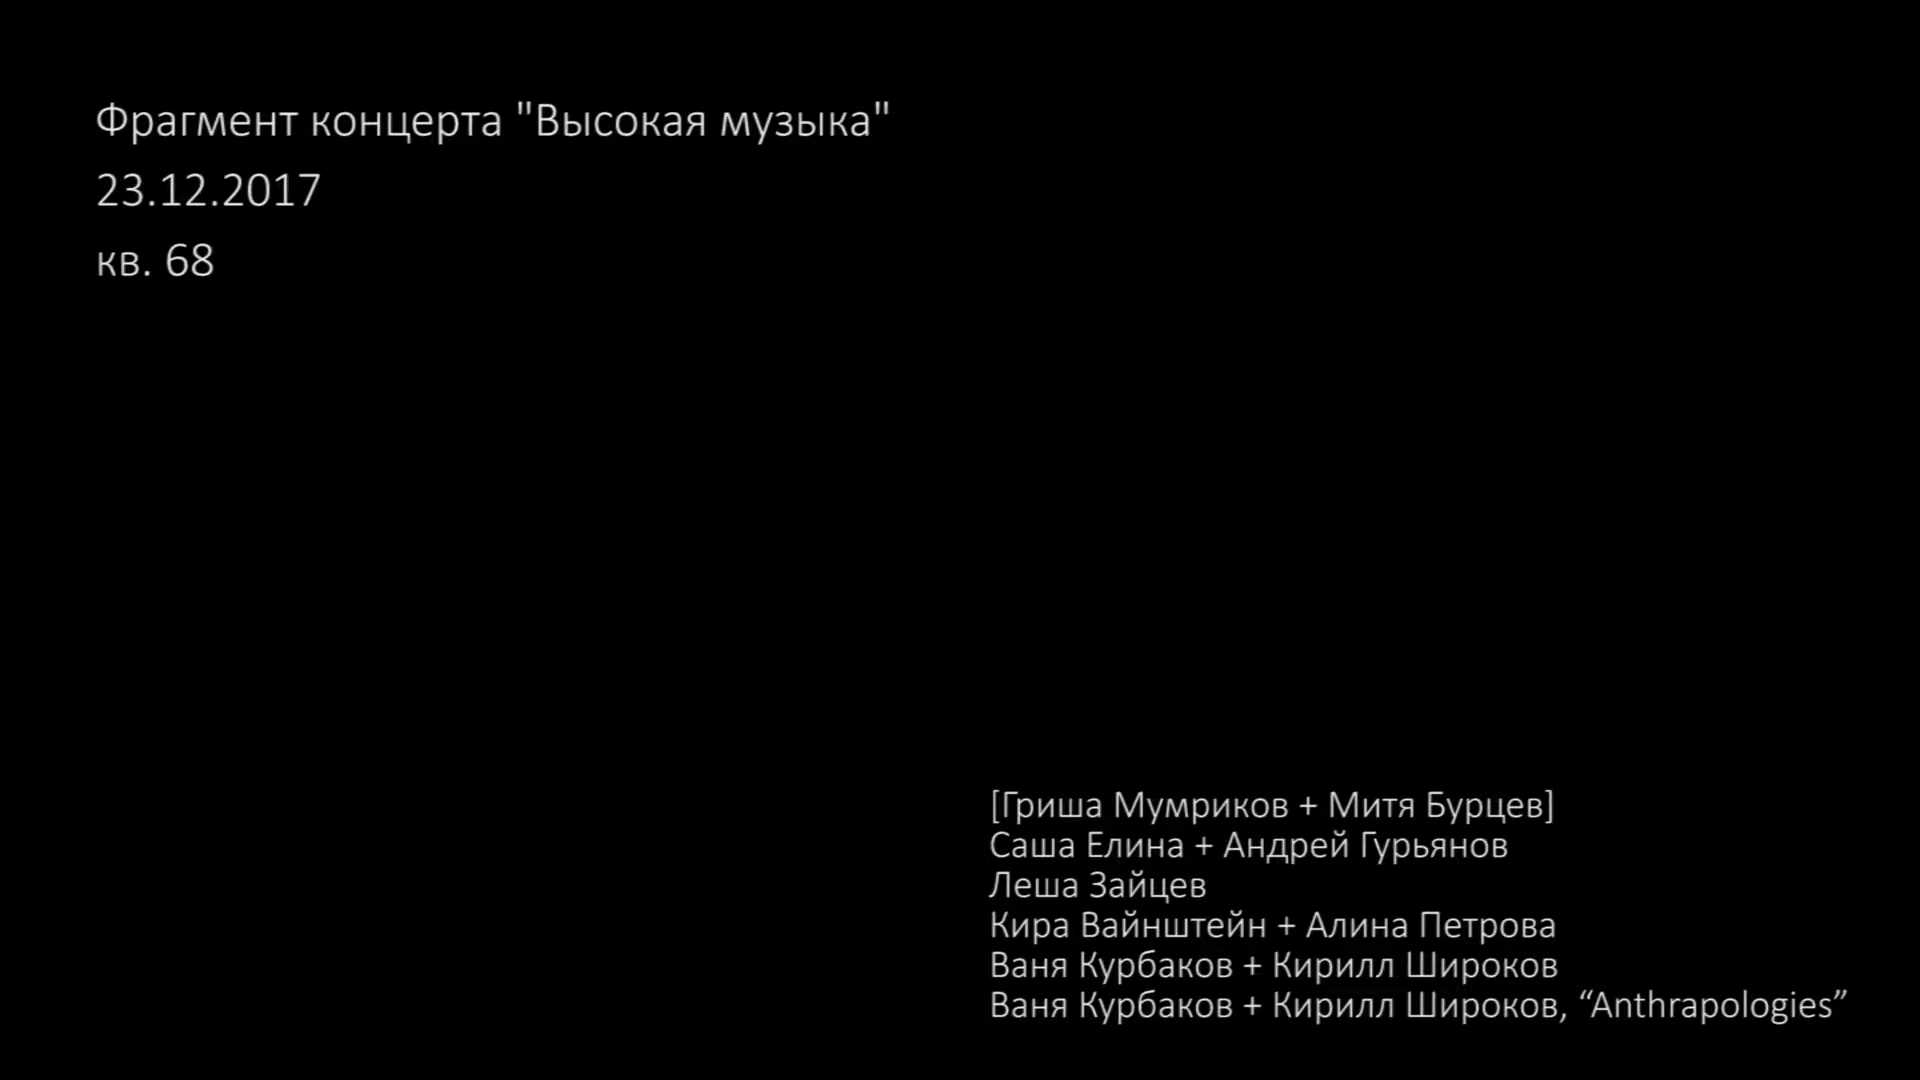 Фрагмент концерта "Высокая музыка"
23.12.2017
кв. 68
[Гриша Мумриков + Митя Бурцев]
Саша Елина + Андрей Гурьянов
Леша Зайцев
Кира Вайнштейн + Алина Петрова
Ваня Курбаков + Кирилл Широков
Ваня Курбаков + Кирилл Широков, “Anthrapologies”